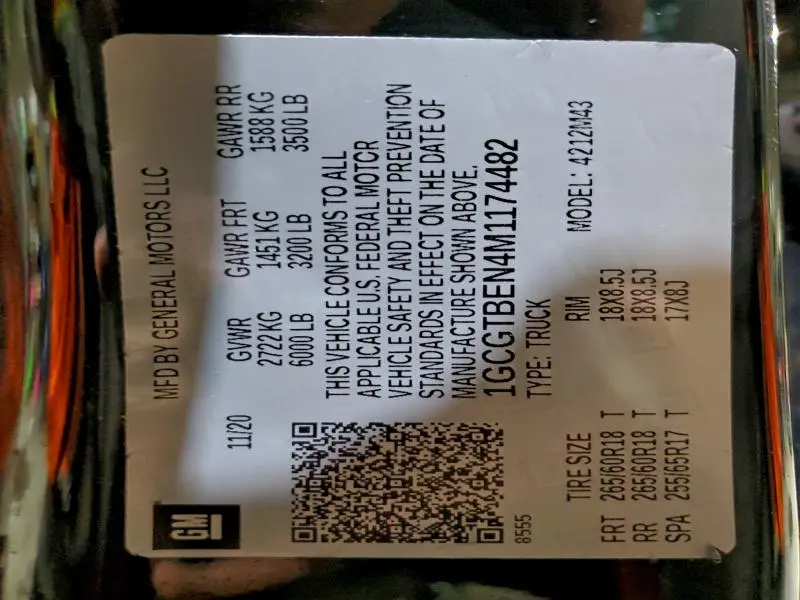 GM
MFD BY GENERAL MOTORS LLC
11/20 GVWR GAWR FRT GAWR RR
2722 KG 1451 KG 1588 KG
6000 LB 3200 LB 3500 LB
THIS VEHICLE CONFORMS TO ALL
APPLICABLE U.S. FEDERAL MOTOR
VEHICLE SAFETY AND THEFT PREVENTION
STANDARDS IN EFFECT ON THE DATE OF
MANUFACTURE SHOWN ABOVE.
1GCGTBEN4M1174482
8555 TYPE: TRUCK
MODEL: 4212M43
TIRE SIZE RIM
FRT 265/60R18 T 18X8.5J
RR 265/60R18 T 18X8.5J
SPA 255/65R17 T 17X8J